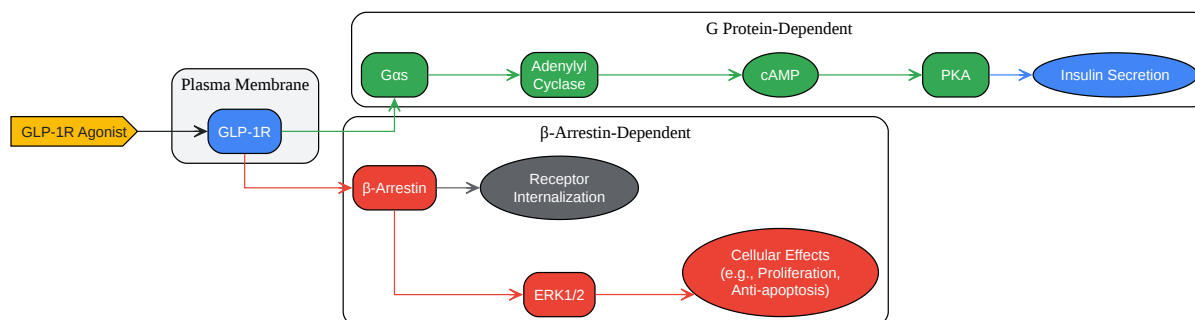 G Protein-Dependent
Gαs
Adenylyl
Cyclase
cAMP
PKA
Insulin Secretion
Plasma Membrane
GLP-1R Agonist
GLP-1R
β-Arrestin-Dependent
β-Arrestin
Receptor
Internalization
ERK1/2
Cellular Effects
(e.g., Proliferation,
Anti-apoptosis)